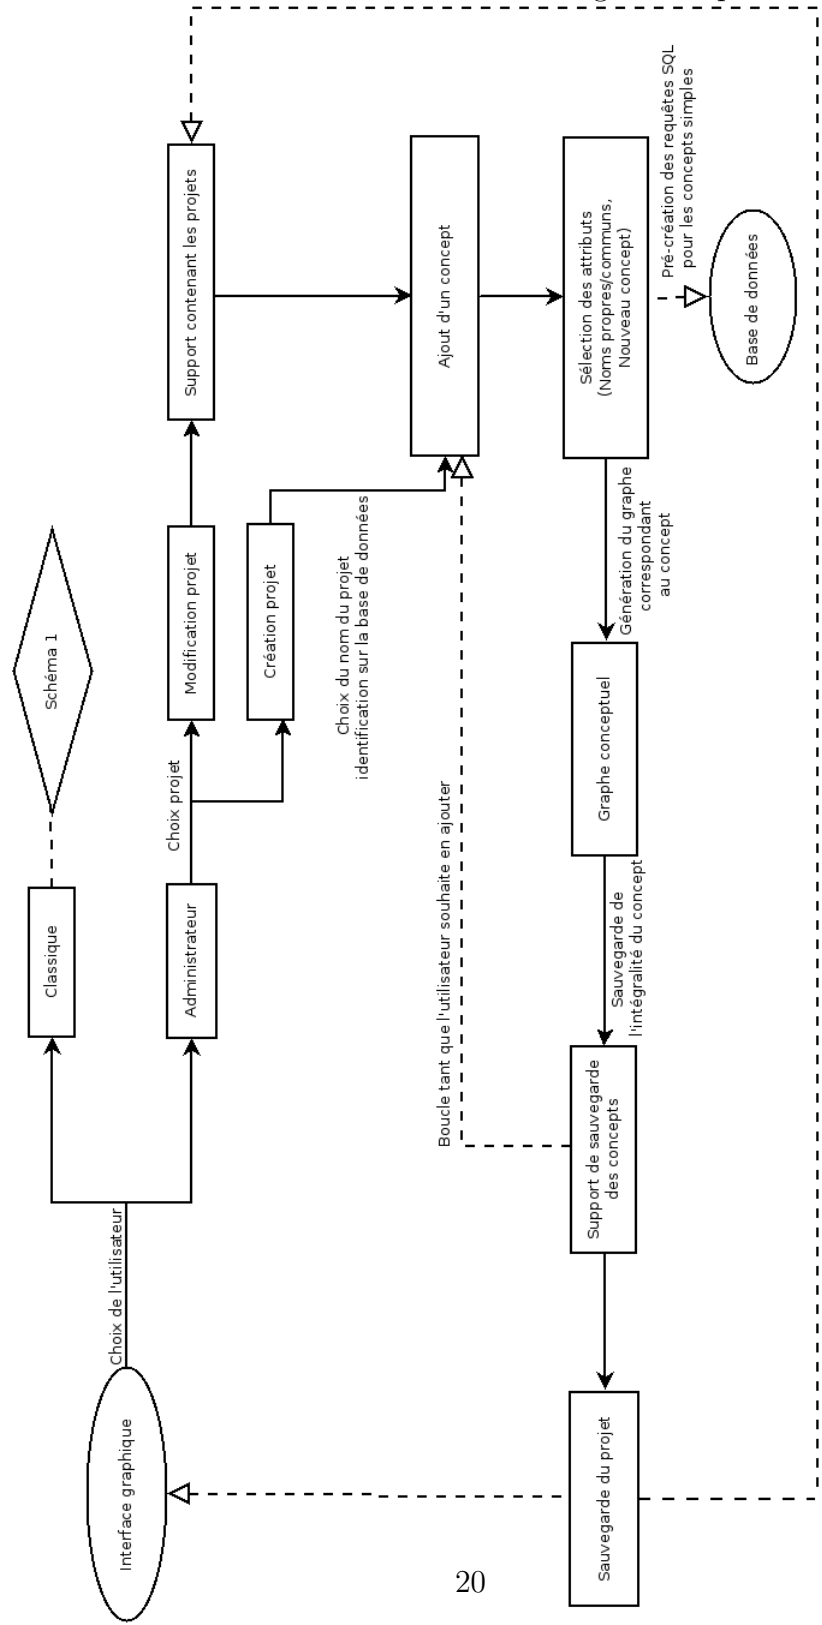 Interface graphique
Choix de l'utilisateur
Classique
Schéma 1
Administrateur
Choix projet
Modification projet
Création projet
Choix du nom du projet
identification sur la base de données
Support contenant les projets
Ajout d'un concept
Sélection des attributs
(Noms propres/communs,
Nouveau concept)
Pré-création des requêtes SQL
pour les concepts simples
Base de données
Génération du graphe
correspondant
au concept
Graphe conceptuel
Sauvegarde de
l'intégralité du concept
Support de sauvegarde
des concepts
Boucle tant que l'utilisateur souhaite en ajouter
Sauvegarde du projet
20